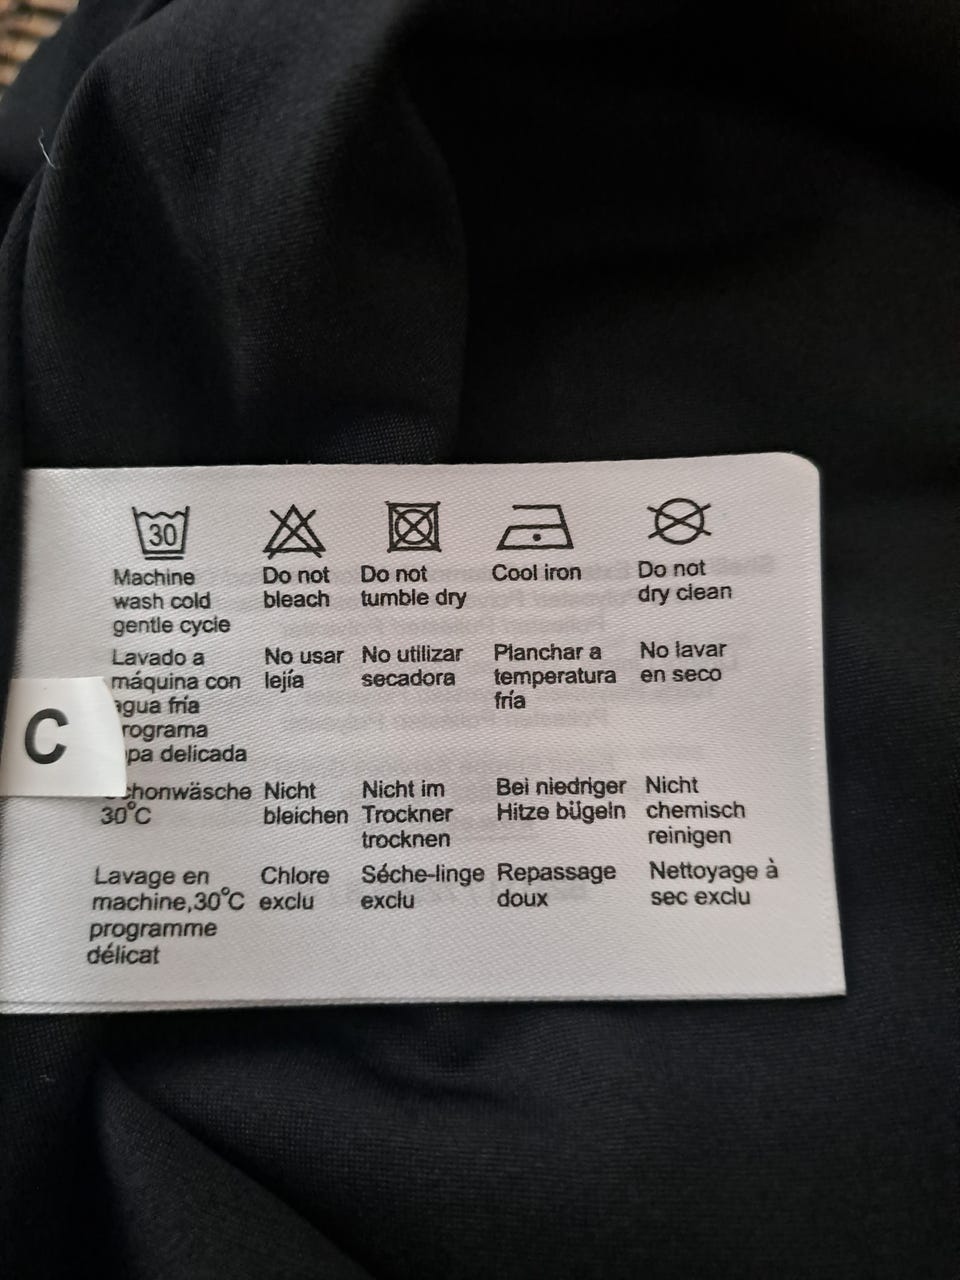 30
Machine
wash cold
gentle cycle
Do not
bleach
Do not
tumble dry
Cool iron
Do not
dry clean
Lavado a
máquina con
agua fría
rograma
pa delicada
No usar
lejía
No utilizar
secadora
Planchar a
temperatura
fría
No lavar
en seco
C
chonwäsche
30°C
Nicht
bleichen
Nicht im
Trockner
trocknen
Bei niedriger
Hitze bügeln
Nicht
chemisch
reinigen
Lavage en
machine,30°C
programme
délicat
Chlore
exclu
Séche-linge
exclu
Repassage
doux
Nettoyage à
sec exclu